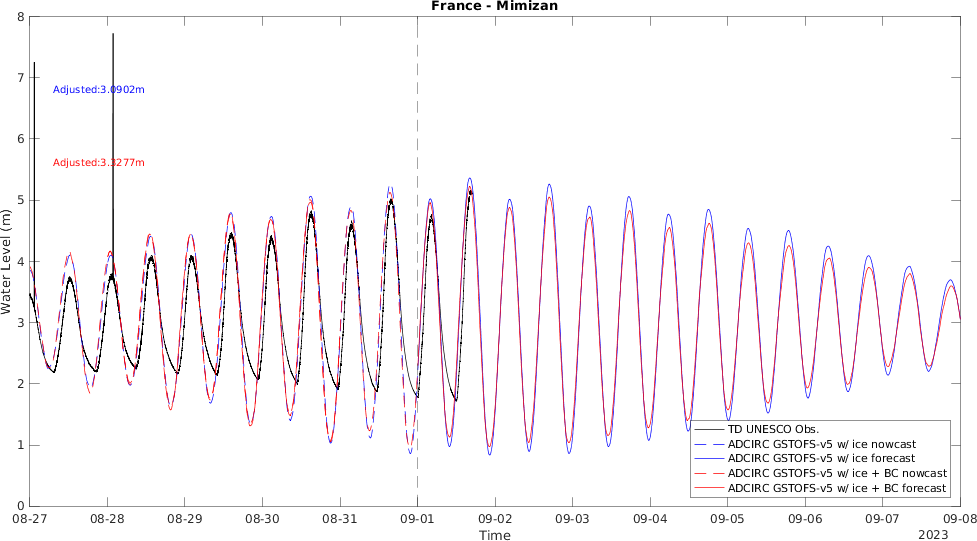 France - Mimizan
8
7
6
5
4
3
2
1
0
Water Level (m)
Adjusted:3.0902m
Adjusted:3.3277m
TD UNESCO Obs.
ADCIRC GSTOFS-v5 w/ ice nowcast
ADCIRC GSTOFS-v5 w/ ice forecast
ADCIRC GSTOFS-v5 w/ ice + BC nowcast
ADCIRC GSTOFS-v5 w/ ice + BC forecast
08-27 08-28 08-29 08-30 08-31 09-01 09-02 09-03 09-04 09-05 09-06 09-07 09-08
Time
2023